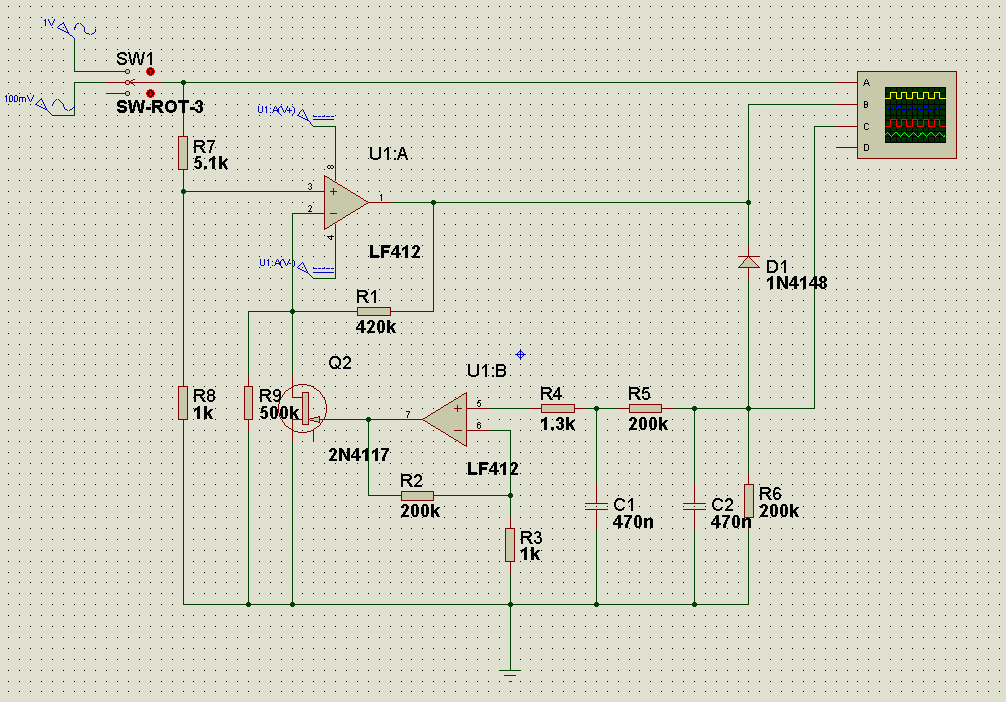 1V
SW1
100mV
SW-ROT-3
A
B
C
D
U1:A(V+)
R7
5.1k
U1:A
8
3
1
2
4
LF412
U1:A(V-)
D1
1N4148
R1
420k
Q2
U1:B
R8
1k
R9
500k
7
5
6
R4
1.3k
R5
200k
2N4117
LF412
R2
200k
R3
1k
C1
470n
C2
470n
R6
200k